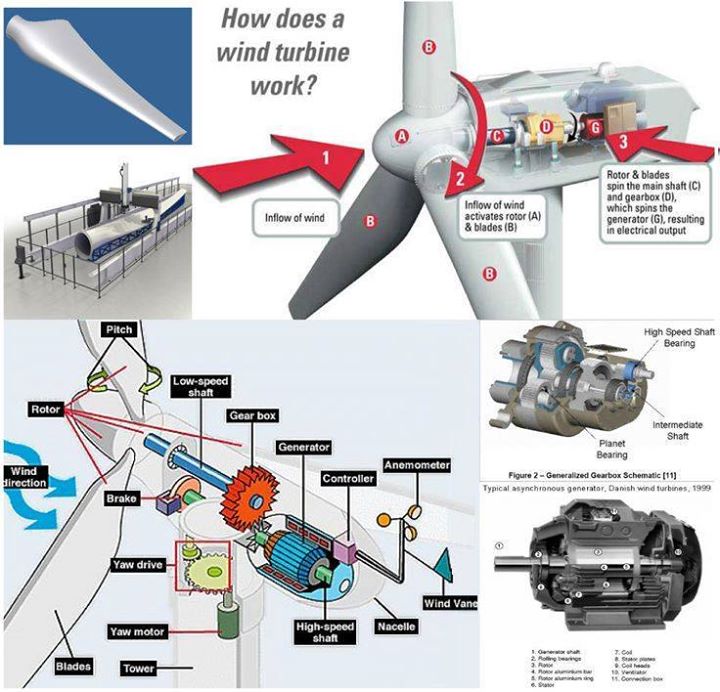 How does a
wind turbine
work?
B
A
C
D
G
3
1
2
Inflow of wind
B
Inflow of wind
activates rotor (A)
& blades (B)
B
Rotor & blades
spin the main shaft (C)
and gearbox (D),
which spins the
generator (G), resulting
in electrical output
Pitch
Low-speed
shaft
Rotor
Gear box
Generator
Anemometer
Controller
Wind
direction
Brake
Yaw drive
Wind Vane
Yaw motor
High-speed
shaft
Nacelle
Blades
Tower
High Speed Shaft
Bearing
Intermediate
Shaft
Planet
Bearing
Figure 2 – Generalized Gearbox Schematic [11]
Typical asynchronous generator, Danish wind turbines, 1999
1. Generator shaft
2. Rolling bearings
3. Rotor
4. Rotor aluminium bar
5. Rotor aluminium ring
6. Stator
7. Coil
8. Stator plates
9. Coil heads
10. Ventilator
11. Connection box